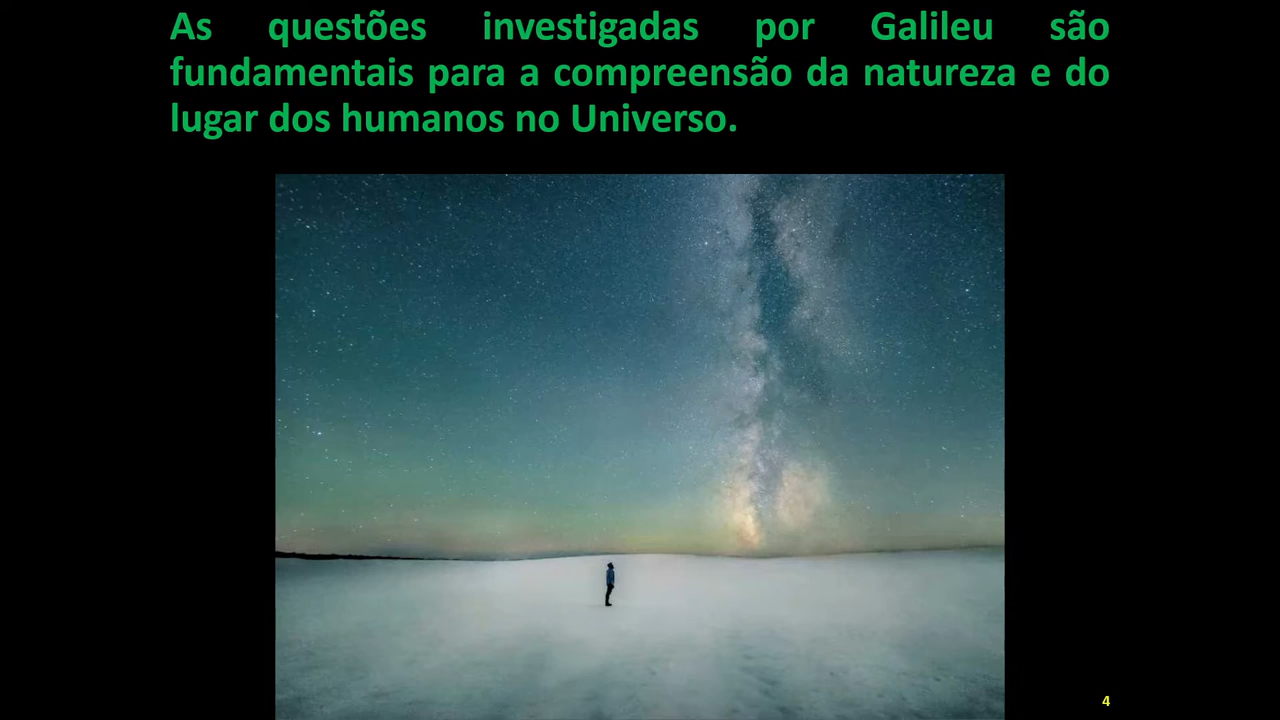 As questões investigadas por Galileu são
fundamentais para a compreensão da natureza e do
lugar dos humanos no Universo.
4